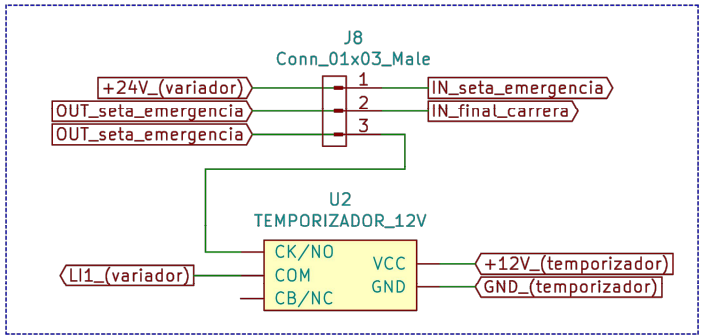 J8
Conn_01x03_Male
+24V_(variador) 1 IN_seta_emergencia
OUT_seta_emergencia 2 IN_final_carrera
OUT_seta_emergencia 3
U2
TEMPORIZADOR_12V
CK/NO
VCC +12V_(temporizador)
LI1_(variador) COM
GND GND_(temporizador)
CB/NC